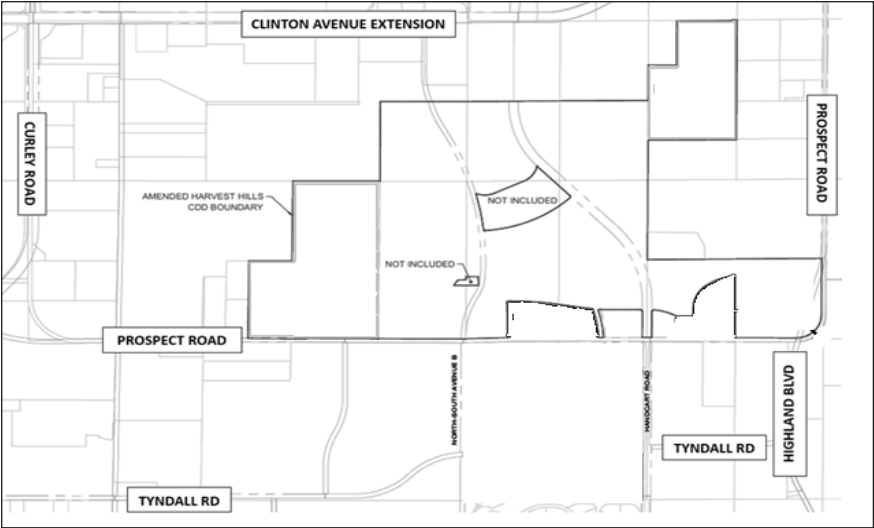 CLINTON AVENUE EXTENSION
CURLEY ROAD
PROSPECT ROAD
AMENDED HARVEST HILLS
CDD BOUNDARY
NOT INCLUDED
NOT INCLUDED
PROSPECT ROAD
NORTH-SOUTH AVENUE B
HANDCART ROAD
HIGHLAND BLVD
TYNDALL RD
TYNDALL RD